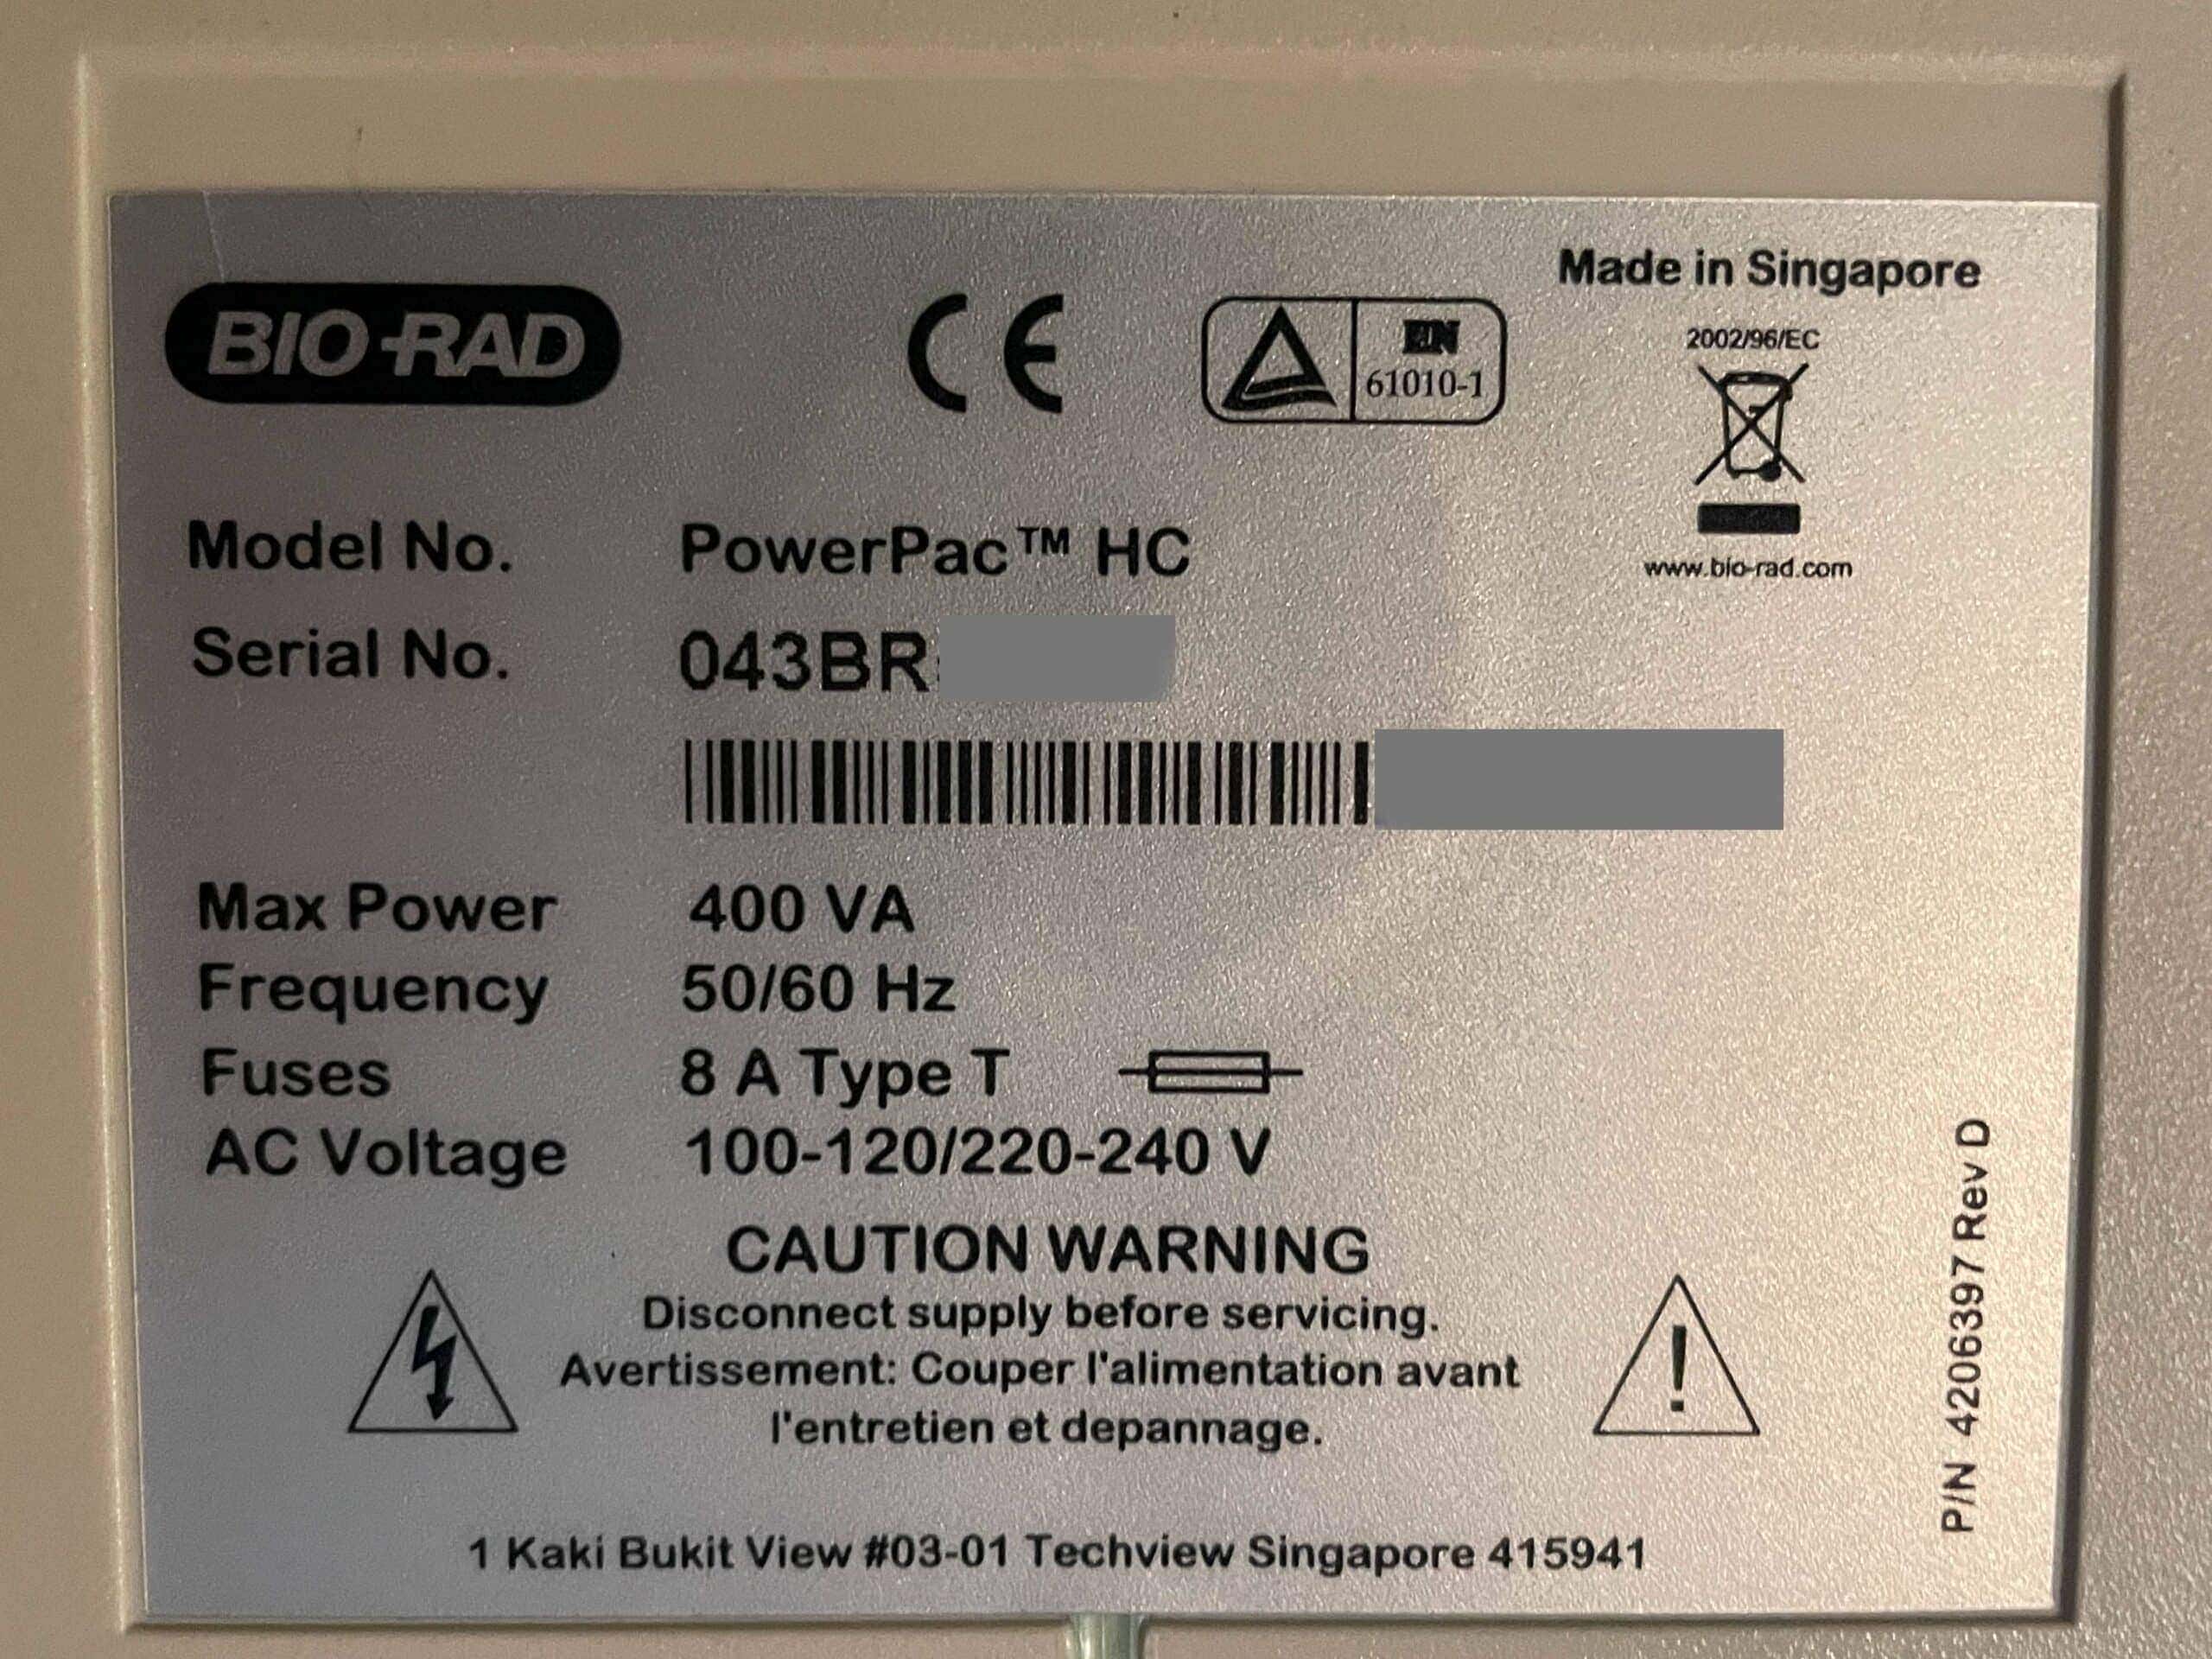 BIO-RAD
CE
EN
61010-1
Made in Singapore
2002/96/EC
www.bio-rad.com
Model No. PowerPac™ HC
Serial No. 043BR
Max Power 400 VA
Frequency 50/60 Hz
Fuses 8 A Type T
AC Voltage 100-120/220-240 V
CAUTION WARNING
Disconnect supply before servicing.
Avertissement: Couper l'alimentation avant
l'entretien et depannage.
!
1 Kaki Bukit View #03-01 Techview Singapore 415941
P/N 4206397 Rev D